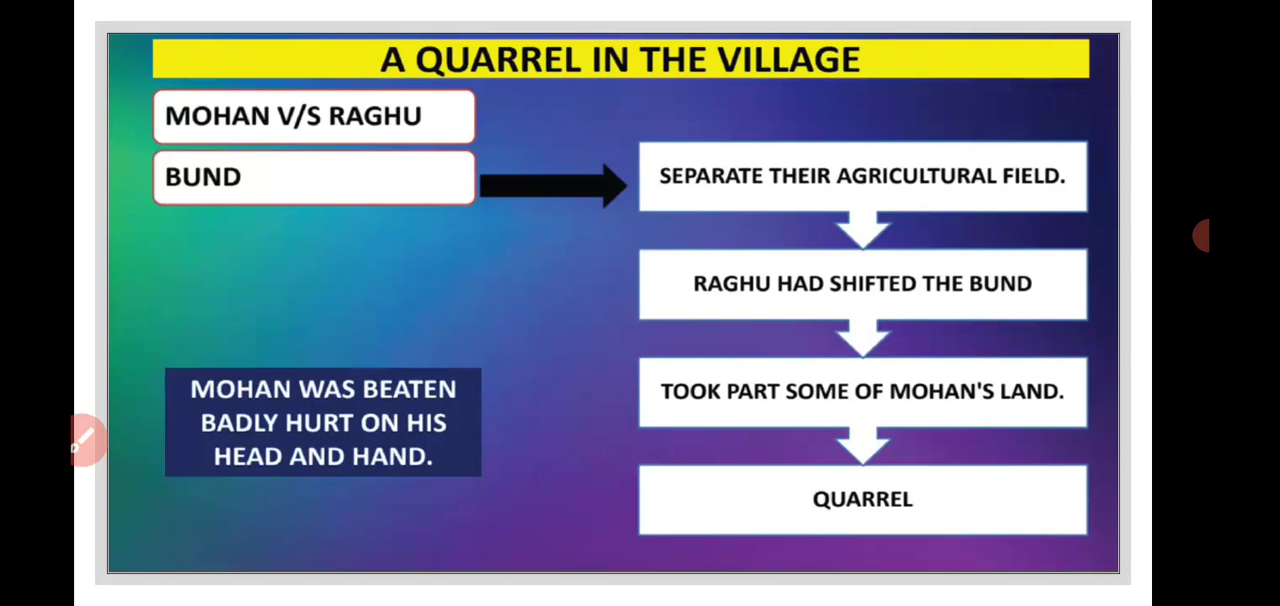 A QUARREL IN THE VILLAGE
MOHAN V/S RAGHU
BUND
SEPARATE THEIR AGRICULTURAL FIELD.
RAGHU HAD SHIFTED THE BUND
TOOK PART SOME OF MOHAN'S LAND.
QUARREL
MOHAN WAS BEATEN
BADLY HURT ON HIS
HEAD AND HAND.